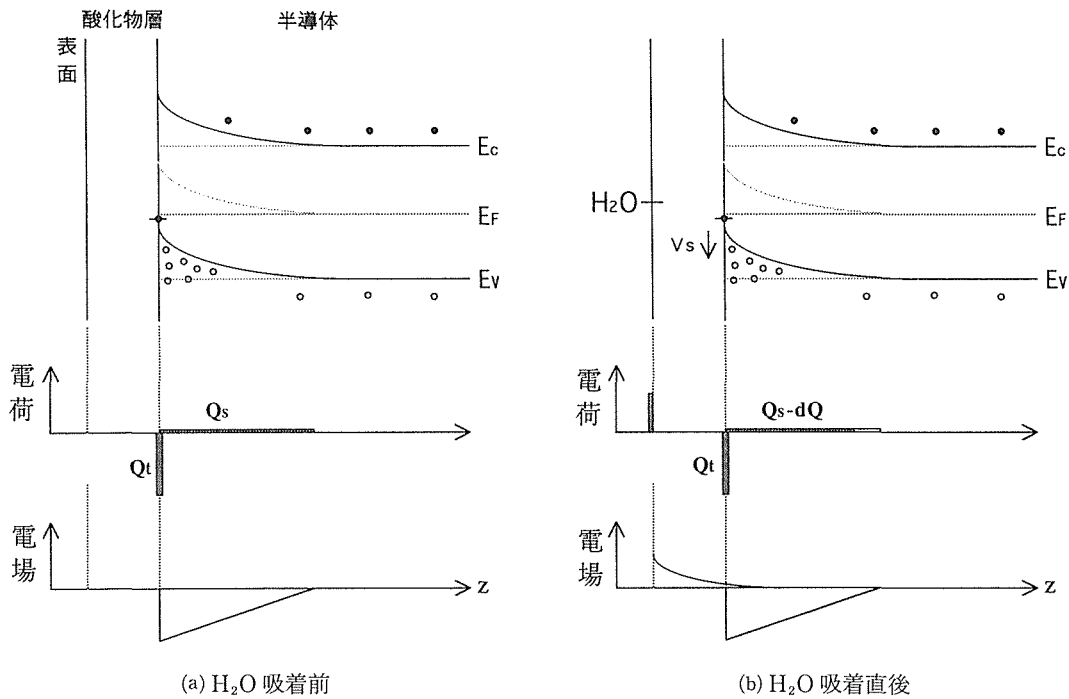 酸化物層
半導体
表面
Ec
EF
Ev
電荷
Qs
Qt
電場
z
(a) H₂O 吸着前
Ec
H₂O
EF
Vs
Ev
電荷
Qs-dQ
Qt
電場
z
(b) H₂O 吸着直後